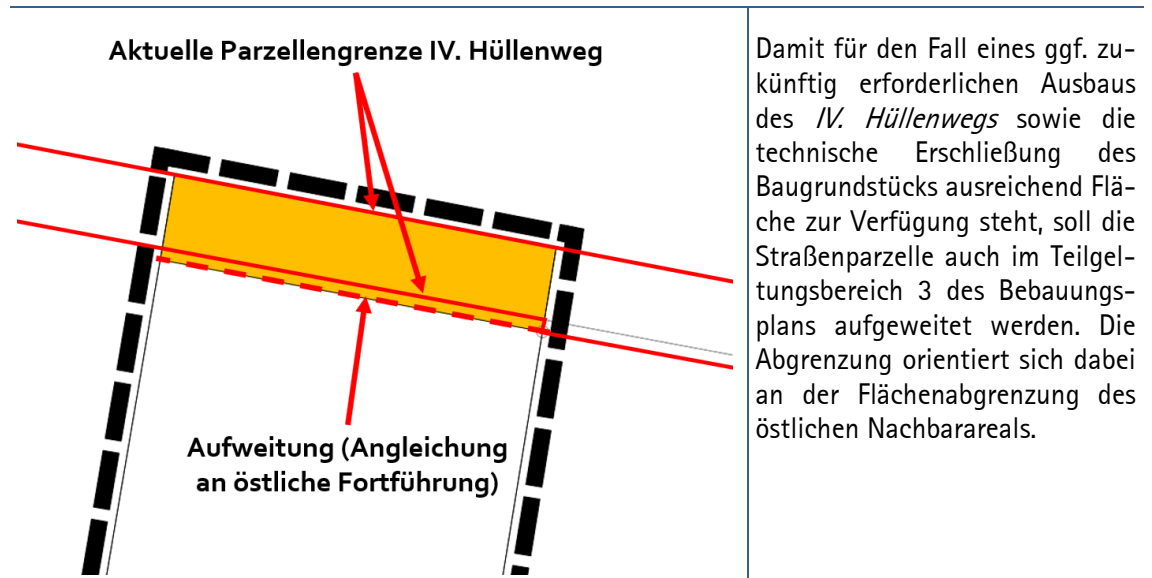 Aktuelle Parzellengrenze IV. Hüllenweg
Aufweitung (Angleichung
an östliche Fortführung)
Damit für den Fall eines ggf. zu-
künftig erforderlichen Ausbaus
des IV. Hüllenwegs sowie die
technische Erschließung des
Baugrundstücks ausreichend Flä-
che zur Verfügung steht, soll die
Straßenparzelle auch im Teilgel-
tungsbereich 3 des Bebauungs-
plans aufgeweitet werden. Die
Abgrenzung orientiert sich dabei
an der Flächenabgrenzung des
östlichen Nachbarareals.